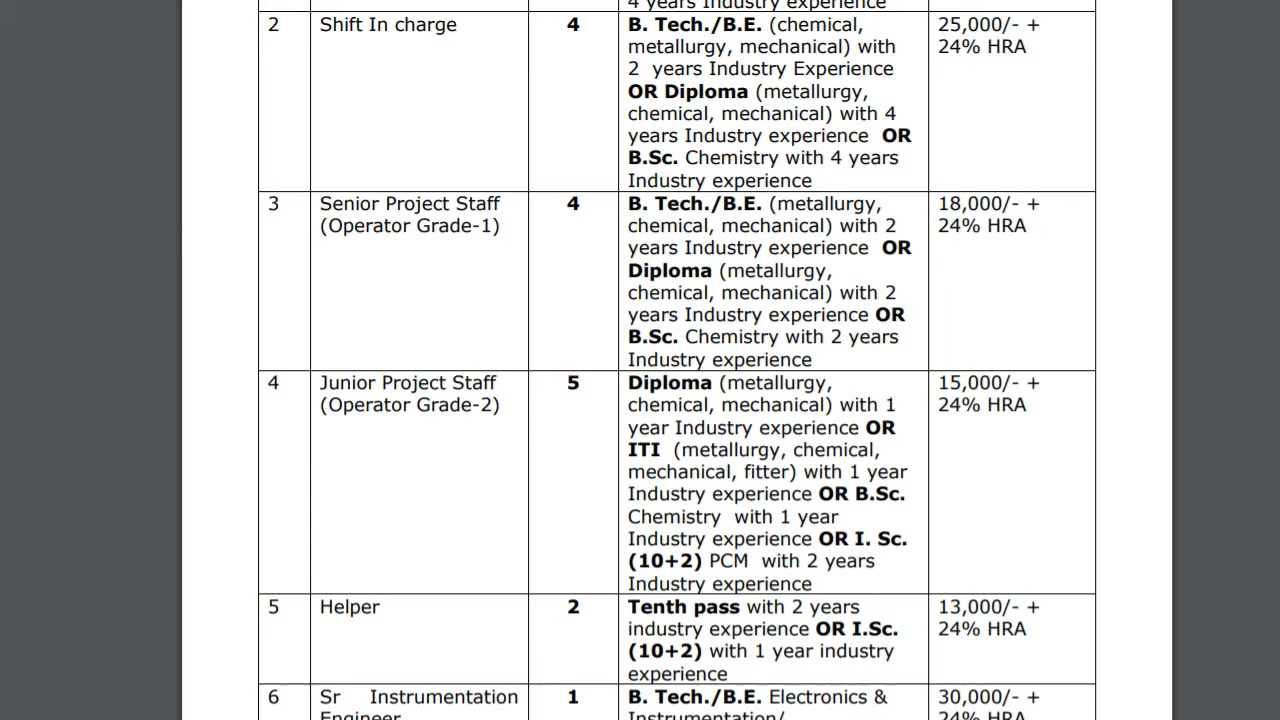 4 years Industry experience
2 Shift In charge 4 B. Tech./B.E. (chemical, 25,000/- +
metallurgy, mechanical) with 24% HRA
2 years Industry Experience
OR Diploma (metallurgy,
chemical, mechanical) with 4
years Industry experience OR
B.Sc. Chemistry with 4 years
Industry experience
3 Senior Project Staff 4 B. Tech./B.E. (metallurgy, 18,000/- +
(Operator Grade-1) chemical, mechanical) with 2 24% HRA
years Industry experience OR
Diploma (metallurgy,
chemical, mechanical) with 2
years Industry experience OR
B.Sc. Chemistry with 2 years
Industry experience
4 Junior Project Staff 5 Diploma (metallurgy, 15,000/- +
(Operator Grade-2) chemical, mechanical) with 1 24% HRA
year Industry experience OR
ITI (metallurgy, chemical,
mechanical, fitter) with 1 year
Industry experience OR B.Sc.
Chemistry with 1 year
Industry experience OR I. Sc.
(10+2) PCM with 2 years
Industry experience
5 Helper 2 Tenth pass with 2 years 13,000/- +
industry experience OR I.Sc. 24% HRA
(10+2) with 1 year industry
experience
6 Sr Instrumentation 1 B. Tech./B.E. Electronics & 30,000/- +
Engineer Instrumentation/ 24% HRA